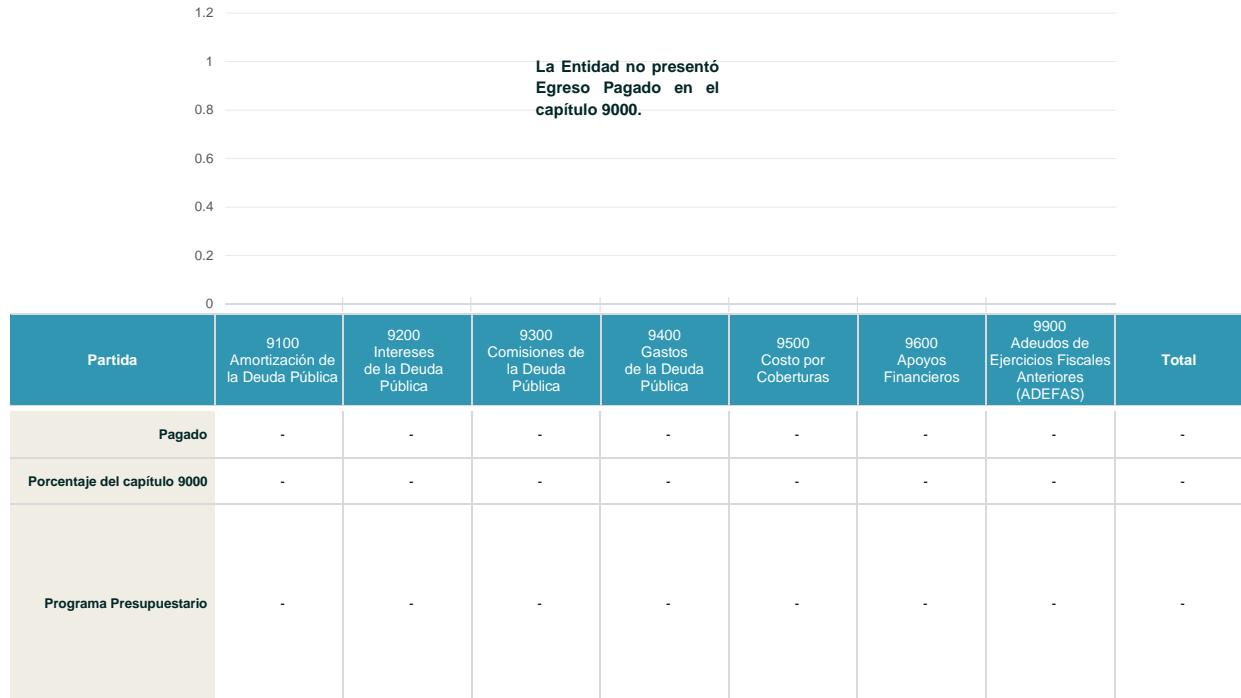 1.2
1
0.8
0.6
0.4
0.2
0
La Entidad no presentó
Egreso Pagado en el
capítulo 9000.
Partida
9100
Amortización de
la Deuda Pública
9200
Intereses
de la Deuda
Pública
9300
Comisiones de
la Deuda
Pública
9400
Gastos
de la Deuda
Pública
9500
Costo por
Coberturas
9600
Apoyos
Financieros
9900
Adeudos de
Ejercicios Fiscales
Anteriores
(ADEFAS)
Total
Pagado - - - - - - - -
Porcentaje del capítulo 9000 - - - - - - - -
Programa Presupuestario - - - - - - - -